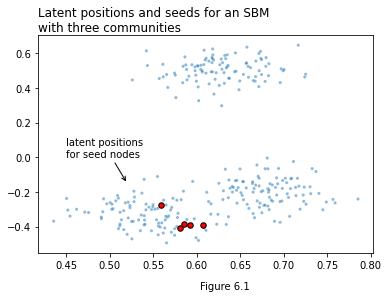 Latent positions and seeds for an SBM
with three communities
0.6
0.4
0.2
0.0
−0.2
−0.4
latent positions
for seed nodes
0.45 0.50 0.55 0.60 0.65 0.70 0.75 0.80
Figure 6.1